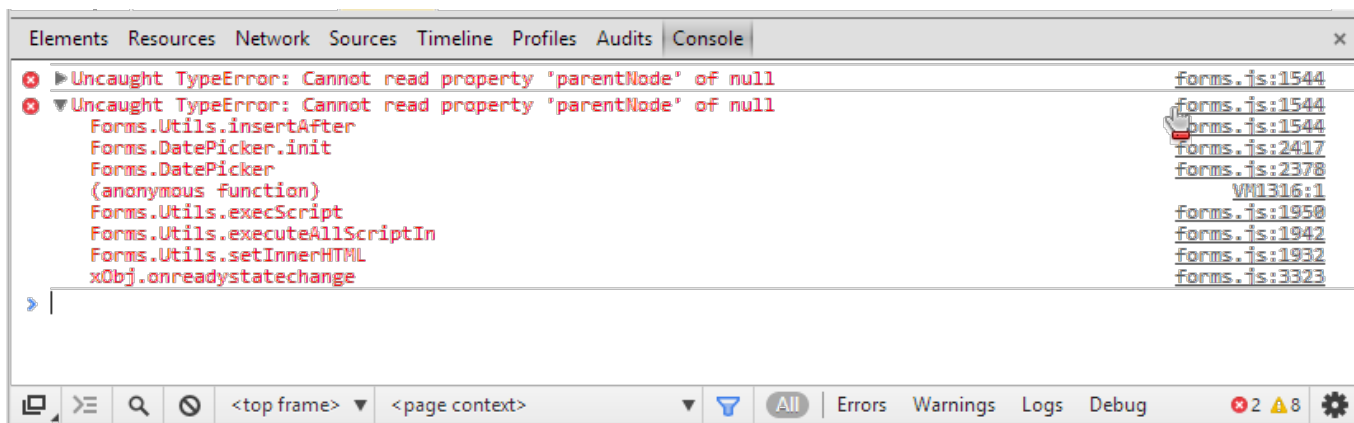 Elements Resources Network Sources Timeline Profiles Audits Console ×
Uncaught TypeError: Cannot read property 'parentNode' of null forms.js:1544
Uncaught TypeError: Cannot read property 'parentNode' of null forms.js:1544
Forms.Utils.insertAfter forms.js:1544
Forms.DatePicker.init forms.js:2417
Forms.DatePicker forms.js:2378
(anonymous function) VM1316:1
Forms.Utils.execScript forms.js:1950
Forms.Utils.executeAllScriptIn forms.js:1942
Forms.Utils.setInnerHTML forms.js:1932
xObj.onreadystatechange forms.js:3323
<top frame> ▼ <page context> ▼ All Errors Warnings Logs Debug 2 8